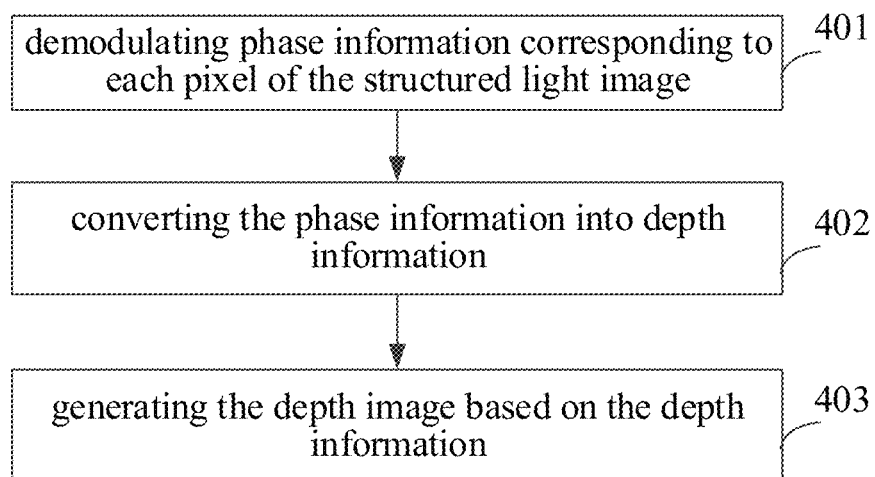 demodulating phase information corresponding to
each pixel of the structured light image
401
converting the phase information into depth
information
402
generating the depth image based on the depth
information
403